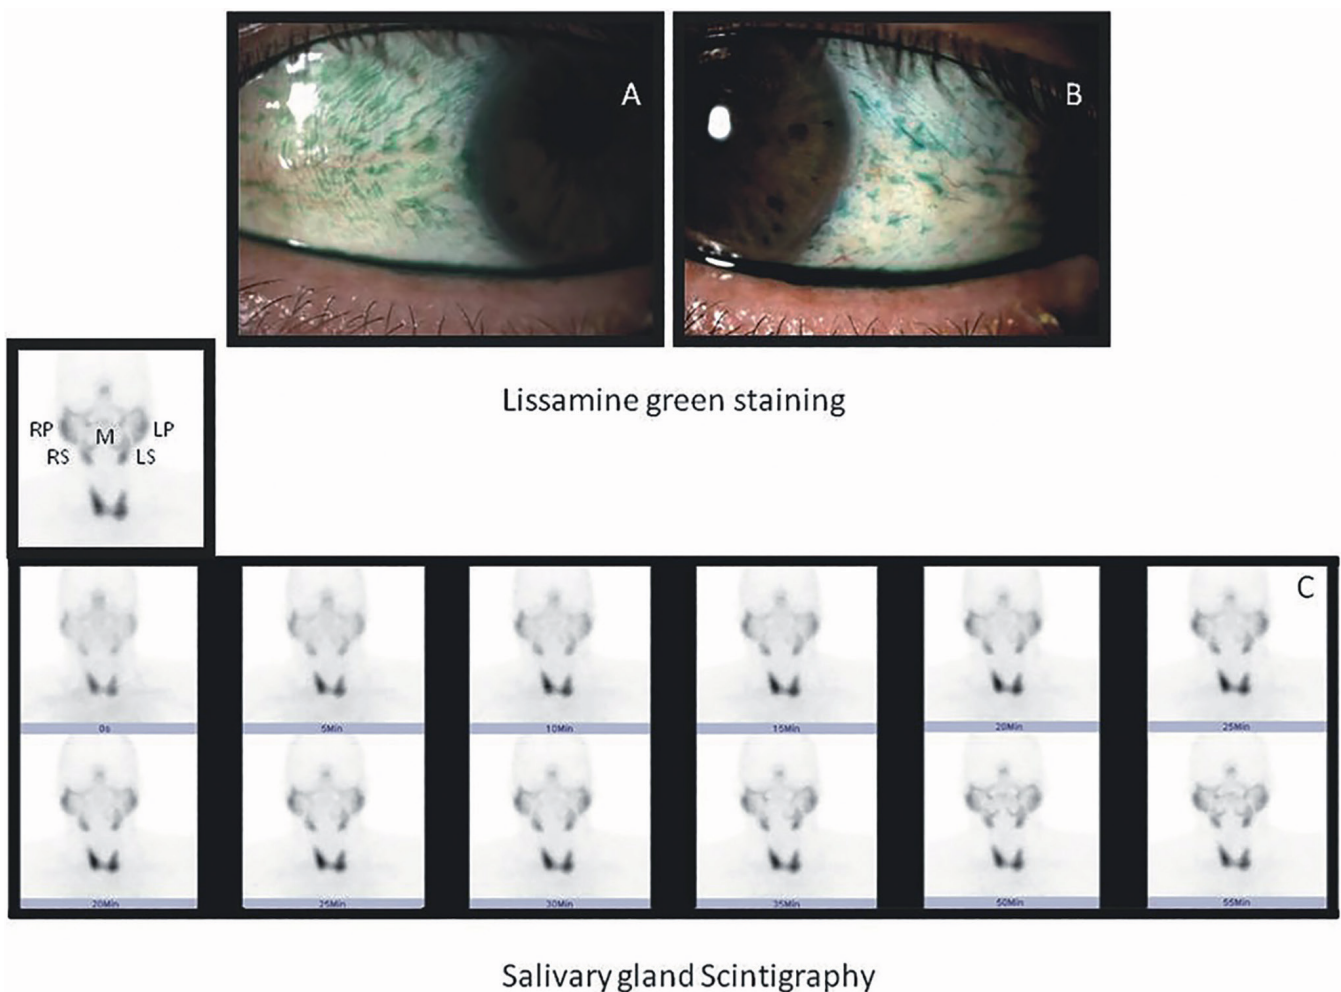 A
B
Lissamine green staining
RP
M
LP
RS
LS
C
0s
5Min
10Min
15Min
20Min
25Min
20Min
25Min
30Min
35Min
50Min
55Min
Salivary gland Scintigraphy